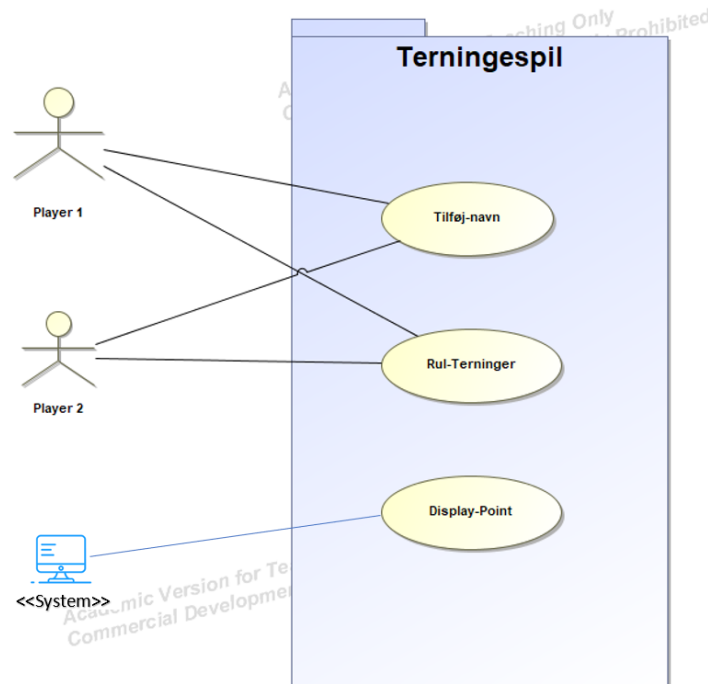 Terningespil
Player 1
Tilføj-navn
Rul-Terninger
Player 2
Display-Point
<<System>>
Academic Version for Te
Commercial Developmen
ching Only
Prohibited